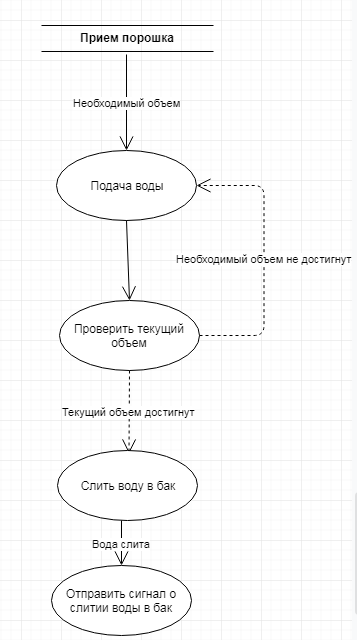 Прием порошка
Необходимый объем
Подача воды
Необходимый объем не достигнут
Проверить текущий
объем
Текущий объем достигнут
Слить воду в бак
Вода слита
Отправить сигнал о
слитии воды в бак